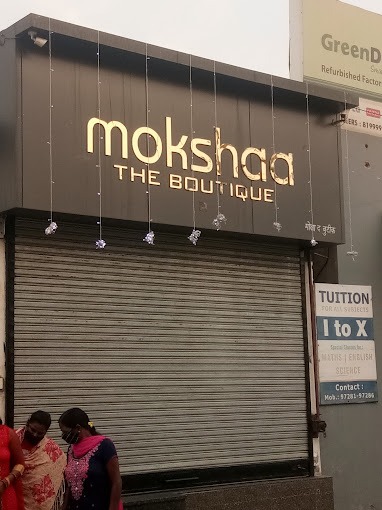 GreenD
Refurbished Factor
mokshaa
THE BOUTIQUE
मोक्षा द बुटीक
TUITION
FOR ALL SUBJECTS
I to X
MATHS | ENGLISH
SCIENCE
Contact :
Mob.: 97281-97286